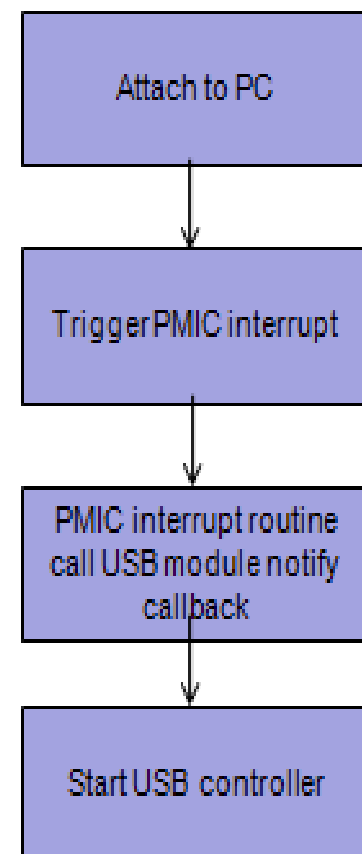 Attach to PC
Trigger PMIC interrupt
PMIC interrupt routine
call USB module notify
callback
Start USB controller